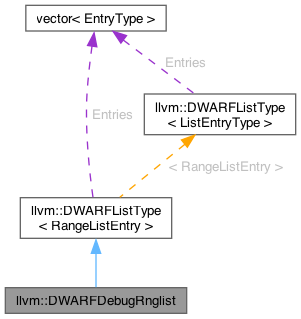 vector< EntryType >
Entries
llvm::DWARFListType
< ListEntryType >
Entries
< RangeListEntry >
llvm::DWARFListType
< RangeListEntry >
llvm::DWARFDebugRnglist